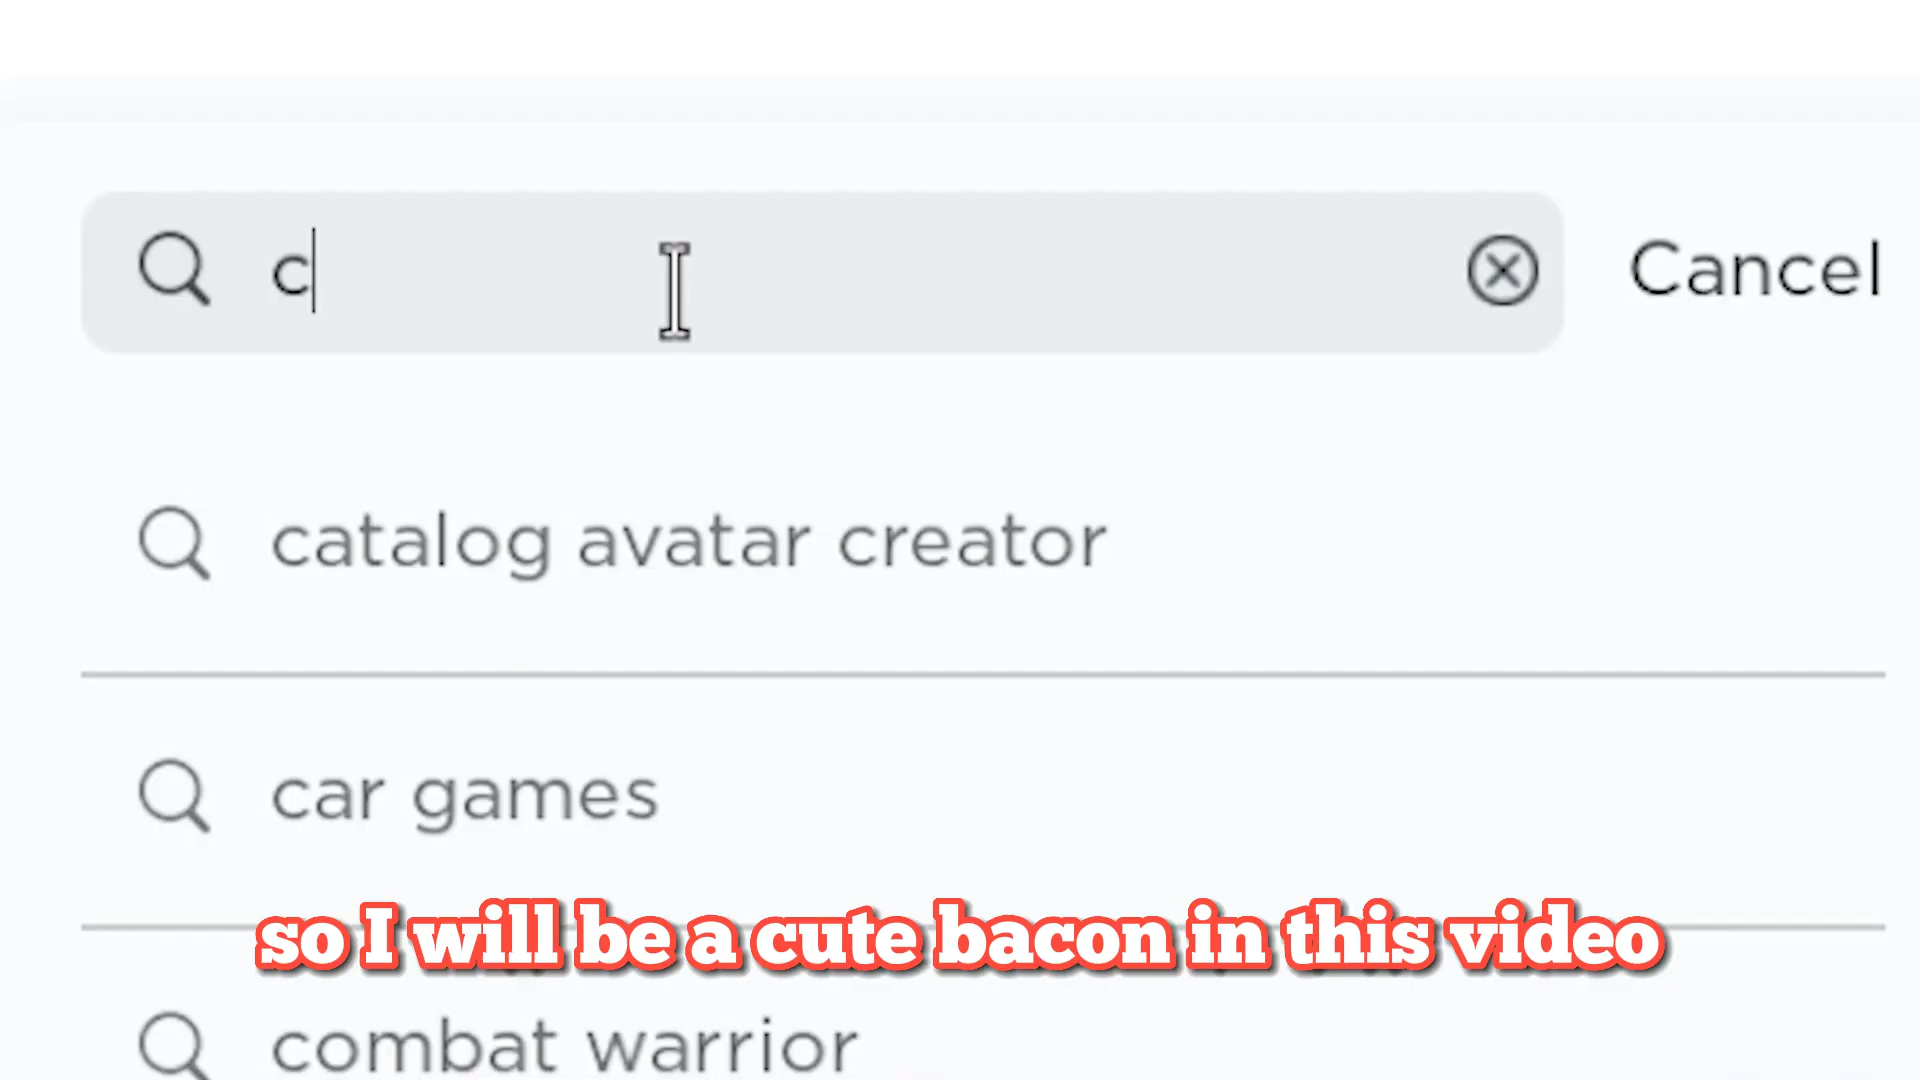 c
Cancel
catalog avatar creator
car games
so I will be a cute bacon in this video
combat warrior